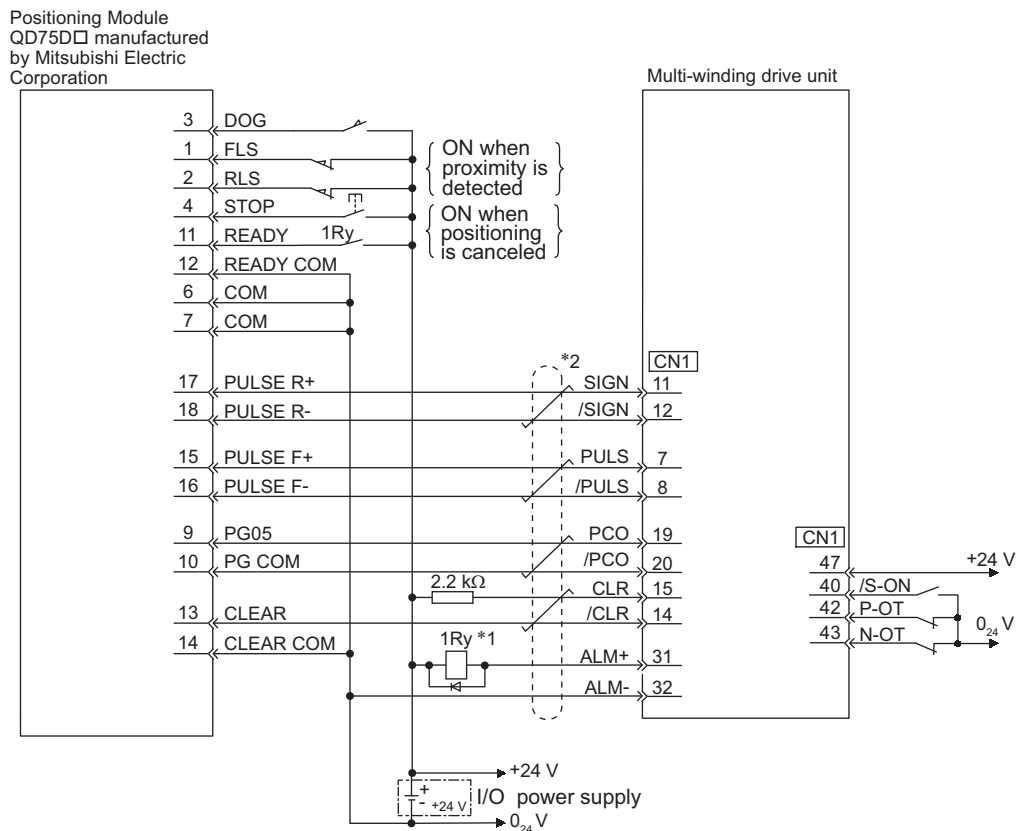 Positioning Module
QD75D□ manufactured
by Mitsubishi Electric
Corporation
Multi-winding drive unit
3 DOG
1 FLS
2 RLS
4 STOP
11 READY 1Ry
12 READY COM
6 COM
7 COM
ON when
proximity is
detected
ON when
positioning
is canceled
*2
CN1
17 PULSE R+ SIGN 11
18 PULSE R- /SIGN 12
15 PULSE F+ PULS 7
16 PULSE F- /PULS 8
9 PG05 PCO 19
10 PG COM /PCO 20
2.2 kΩ CLR 15
13 CLEAR /CLR 14
14 CLEAR COM
1Ry *1 ALM+ 31
ALM- 32
CN1
47 +24 V
40 /S-ON
42 P-OT
0₂₄ V
43 N-OT
+24 V
+
- +24 V
I/O power supply
0₂₄ V